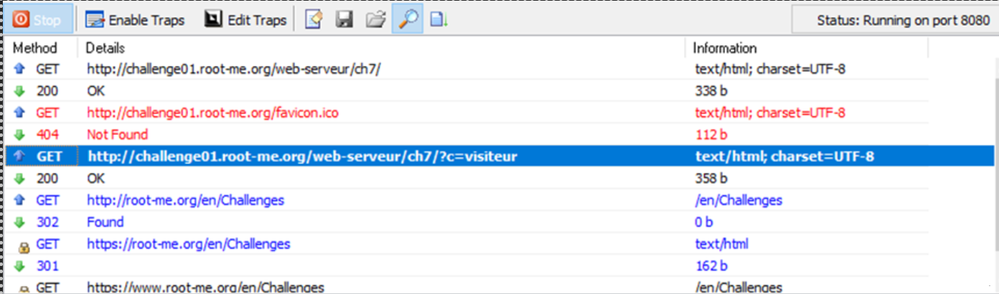 Stop Enable Traps Edit Traps Status: Running on port 8080
Method Details Information
GET http://challenge01.root-me.org/web-serveur/ch7/ text/html; charset=UTF-8
200 OK 338 b
GET http://challenge01.root-me.org/favicon.ico text/html; charset=UTF-8
404 Not Found 112 b
GET http://challenge01.root-me.org/web-serveur/ch7/?c=visiteur text/html; charset=UTF-8
200 OK 358 b
GET http://root-me.org/en/Challenges /en/Challenges
302 Found 0 b
GET https://root-me.org/en/Challenges text/html
301 162 b
GET https://www.root-me.org/en/Challenges /en/Challenges